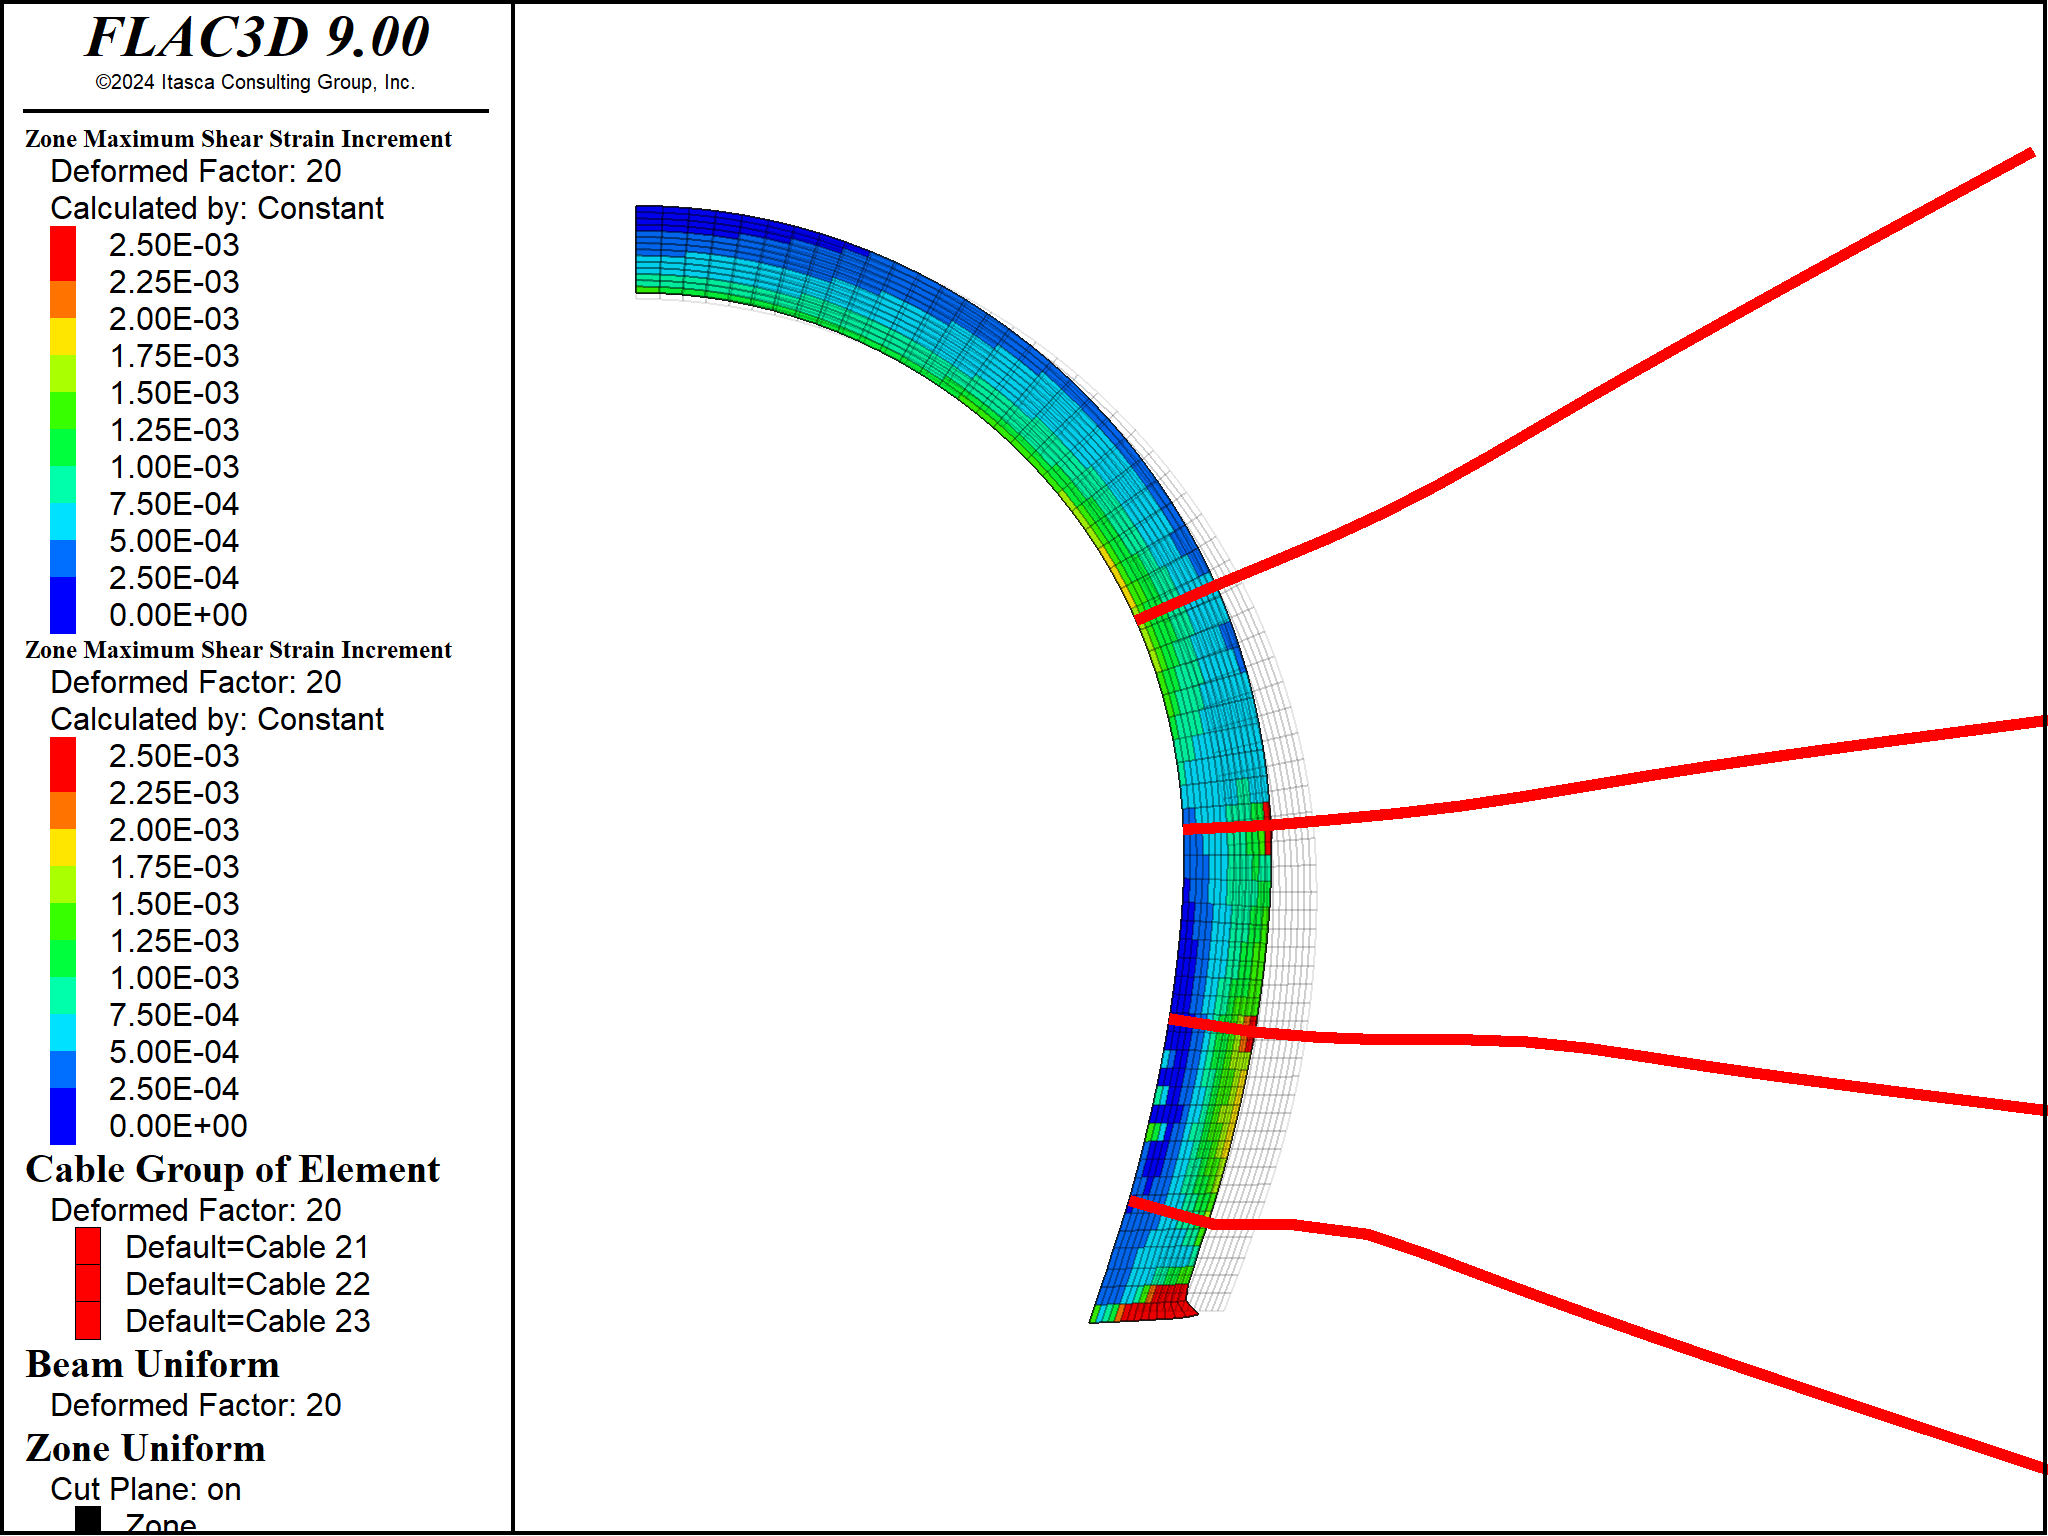 FLAC3D 9.00
©2024 Itasca Consulting Group, Inc.
Zone Maximum Shear Strain Increment
Deformed Factor: 20
Calculated by: Constant
2.50E-03
2.25E-03
2.00E-03
1.75E-03
1.50E-03
1.25E-03
1.00E-03
7.50E-04
5.00E-04
2.50E-04
0.00E+00
Zone Maximum Shear Strain Increment
Deformed Factor: 20
Calculated by: Constant
2.50E-03
2.25E-03
2.00E-03
1.75E-03
1.50E-03
1.25E-03
1.00E-03
7.50E-04
5.00E-04
2.50E-04
0.00E+00
Cable Group of Element
Deformed Factor: 20
Default=Cable 21
Default=Cable 22
Default=Cable 23
Beam Uniform
Deformed Factor: 20
Zone Uniform
Cut Plane: on
Zone